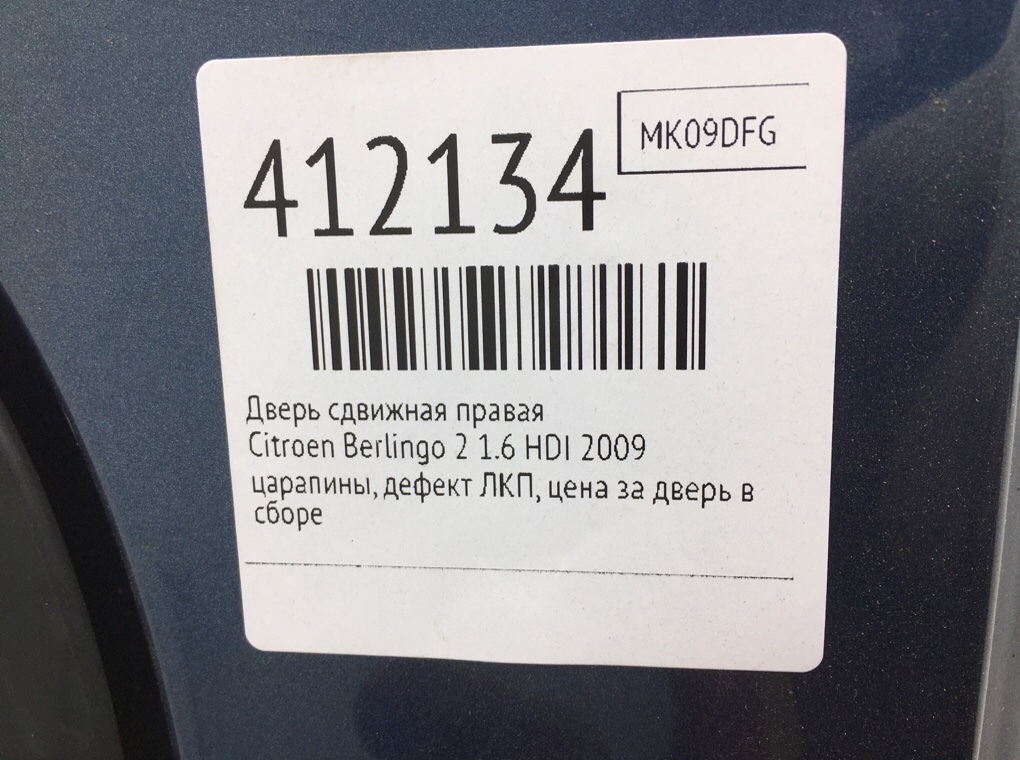 412134
MK09DFG
Дверь сдвижная правая
Citroen Berlingo 2 1.6 HDI 2009
царапины, дефект ЛКП, цена за дверь в
сборе